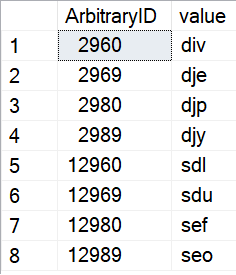 ArbitraryID value
1 2960 div
2 2969 dje
3 2980 djp
4 2989 djy
5 12960 sdl
6 12969 sdu
7 12980 sef
8 12989 seo